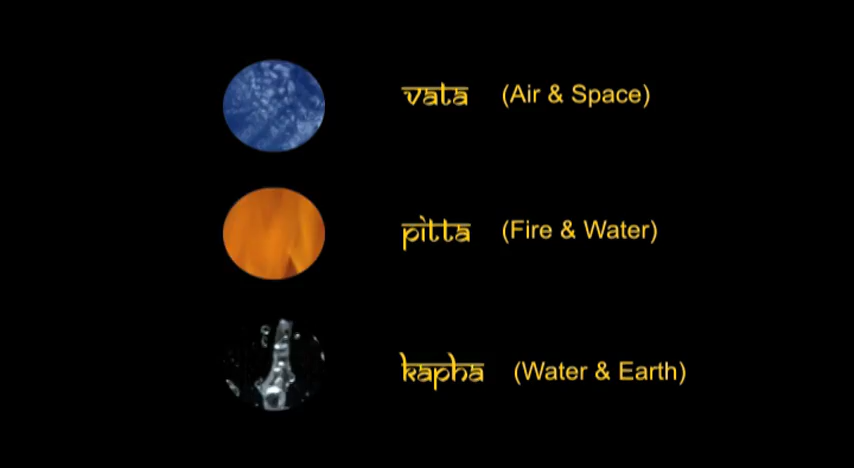 vata (Air & Space)
pitta (Fire & Water)
kapha (Water & Earth)